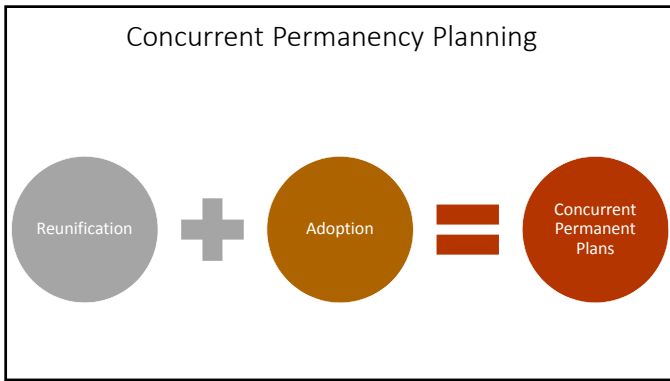 Concurrent Permanency Planning
Reunification
Adoption
Concurrent
Permanent
Plans